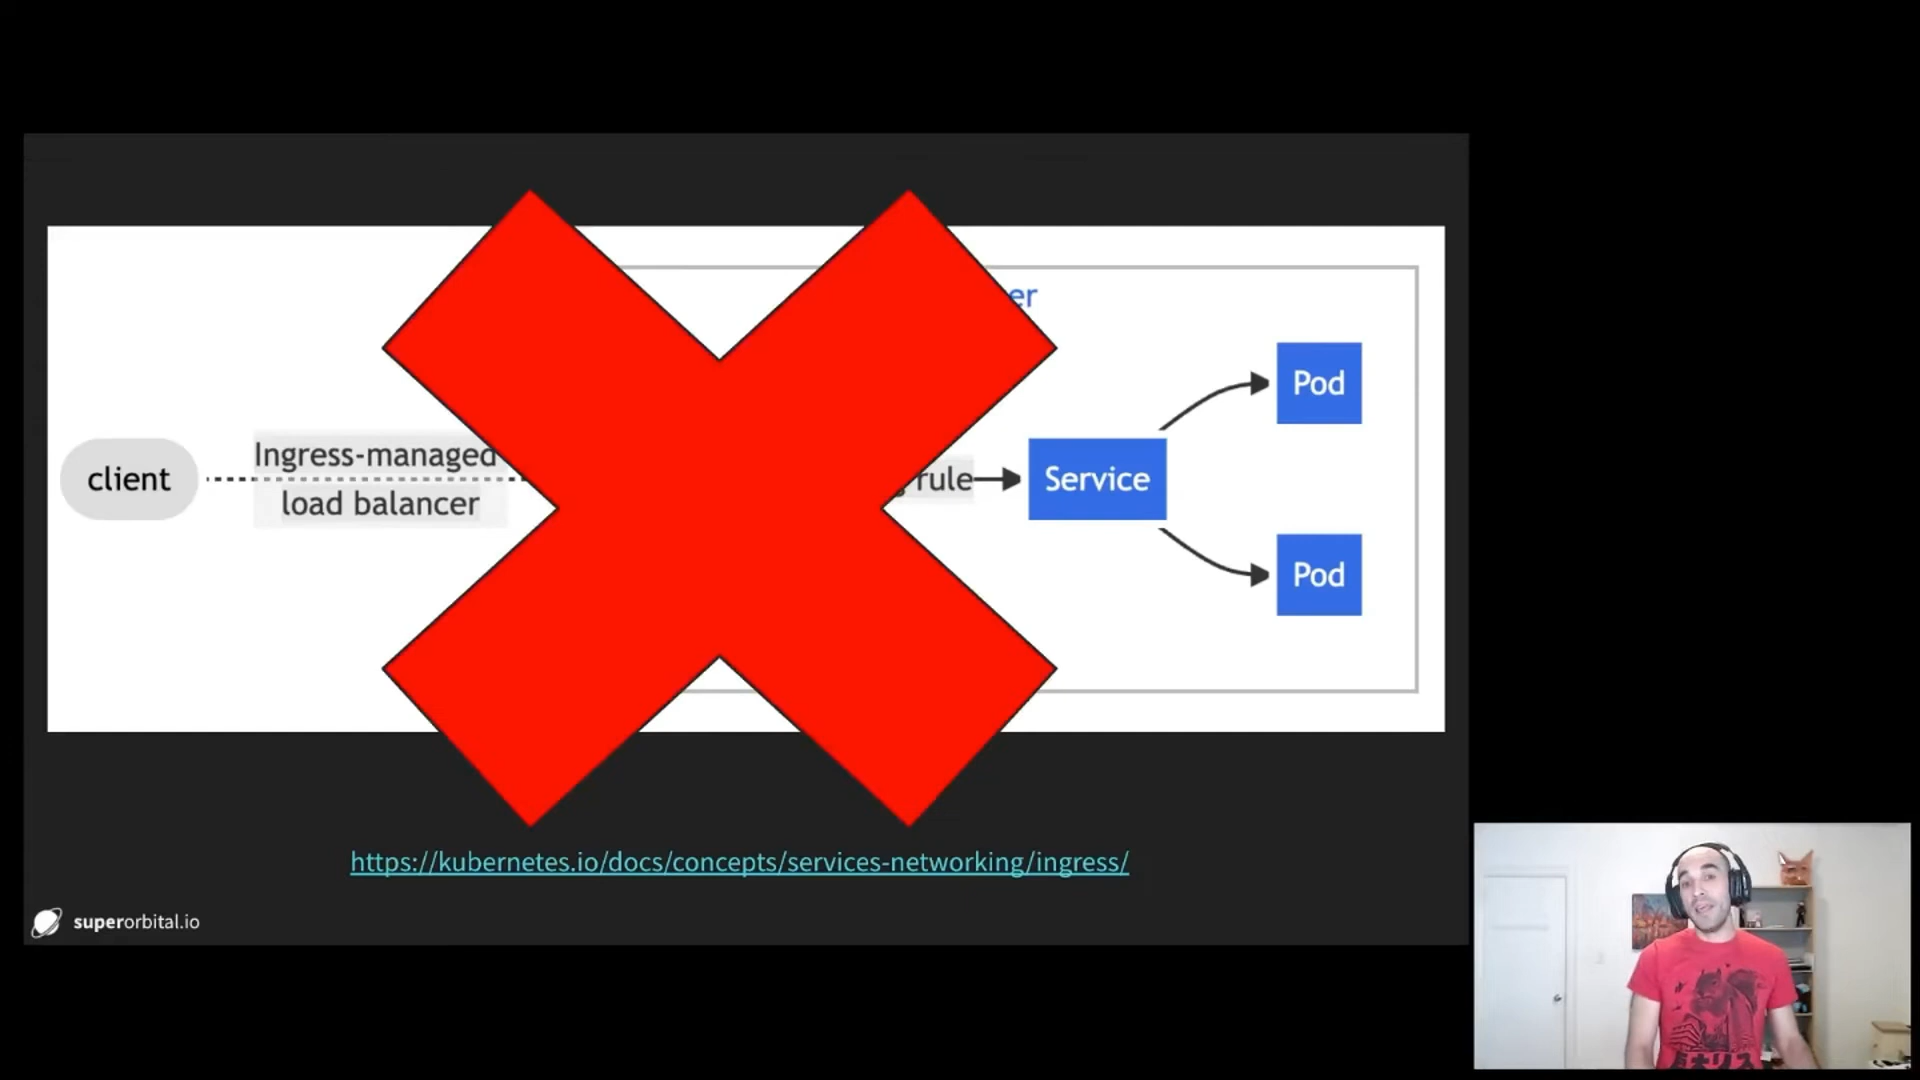 er
Pod
client
Ingress-managed
load balancer
rule
Service
Pod
https://kubernetes.io/docs/concepts/services-networking/ingress/
superorbital.io